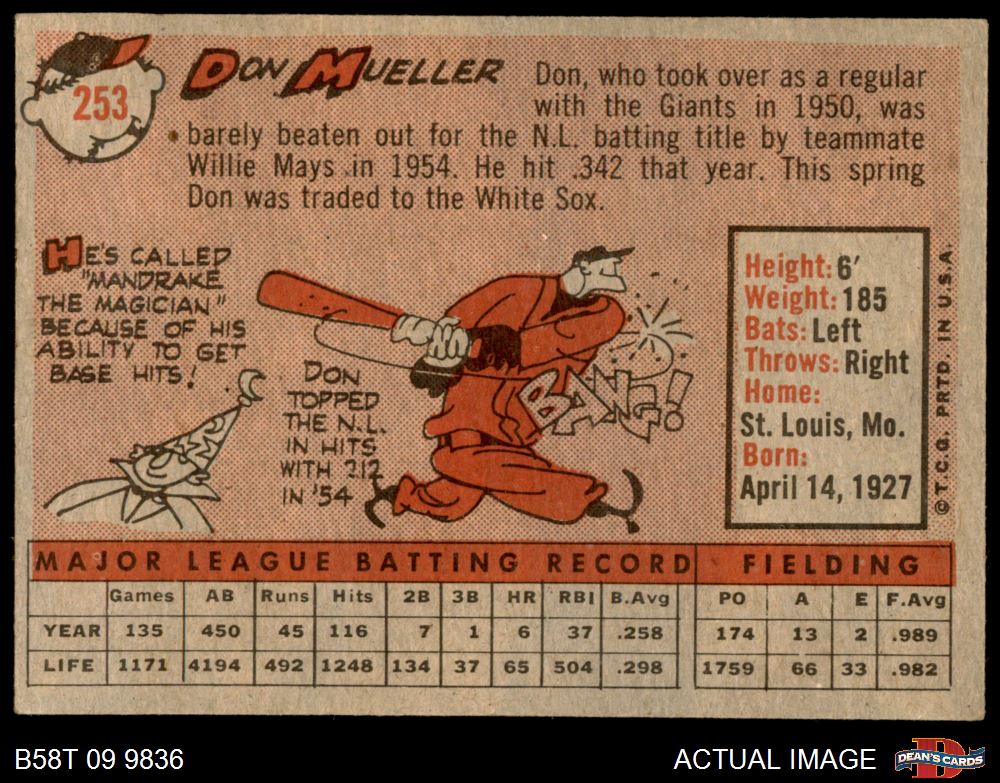 253
DON MUELLER
Don, who took over as a regular
with the Giants in 1950, was
barely beaten out for the N.L. batting title by teammate
Willie Mays in 1954. He hit .342 that year. This spring
Don was traded to the White Sox.
HE'S CALLED
"MANDRAKE
THE MAGICIAN"
BECAUSE OF HIS
ABILITY TO GET
BASE HITS!
DON
TOPPED
THE N.L.
IN HITS
WITH 212
IN '54
BANG!
Height: 6'
Weight: 185
Bats: Left
Throws: Right
Home:
St. Louis, Mo.
Born:
April 14, 1927
© T.C.G. PRTD. IN U.S.A.
MAJOR LEAGUE BATTING RECORD FIELDING
Games AB Runs Hits 2B 3B HR RBI B.Avg PO A E F.Avg
YEAR 135 450 45 116 7 1 6 37 .258 174 13 2 .989
LIFE 1171 4194 492 1248 134 37 65 504 .298 1759 66 33 .982
B58T 09 9836 ACTUAL IMAGE DEAN'S CARDS